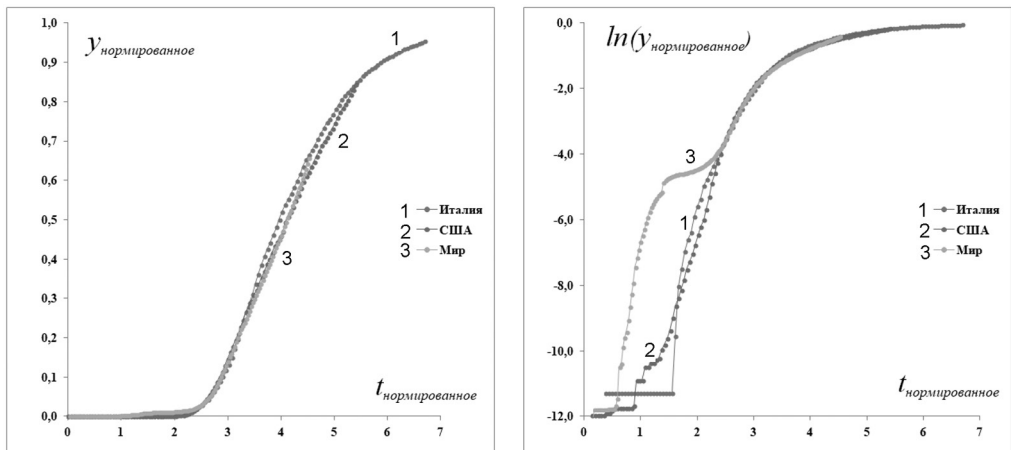 1,0
0,9
0,8
0,7
0,6
0,5
0,4
0,3
0,2
0,1
0,0
0 1 2 3 4 5 6 7
y нормированное
t нормированное
1
2
3
1 Италия
2 США
3 Мир
0,0
-2,0
-4,0
-6,0
-8,0
-10,0
-12,0
0 1 2 3 4 5 6 7
ln(y нормированное)
t нормированное
3
1
2
1 Италия
2 США
3 Мир